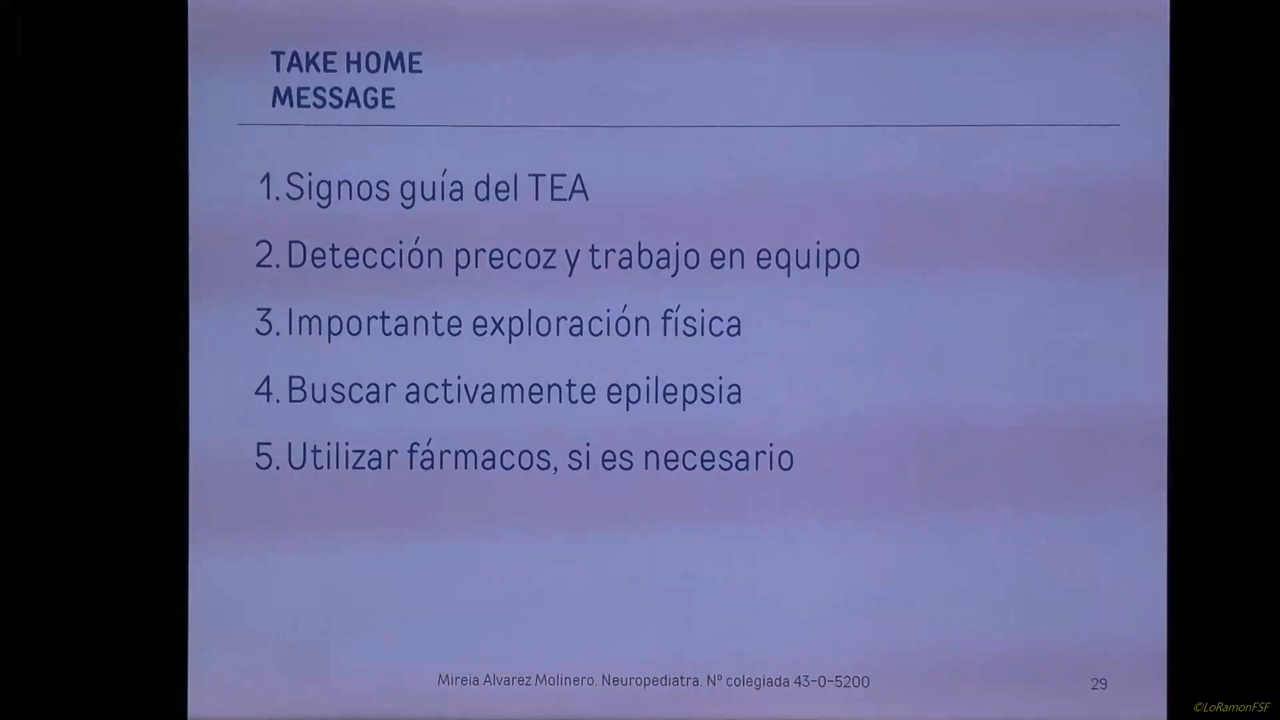 TAKE HOME
MESSAGE
1. Signos guía del TEA
2. Detección precoz y trabajo en equipo
3. Importante exploración física
4. Buscar activamente epilepsia
5. Utilizar fármacos, si es necesario
Mireia Alvarez Molinero. Neuropediatra. Nº colegiada 43-0-5200
29
©LoRamonFSF